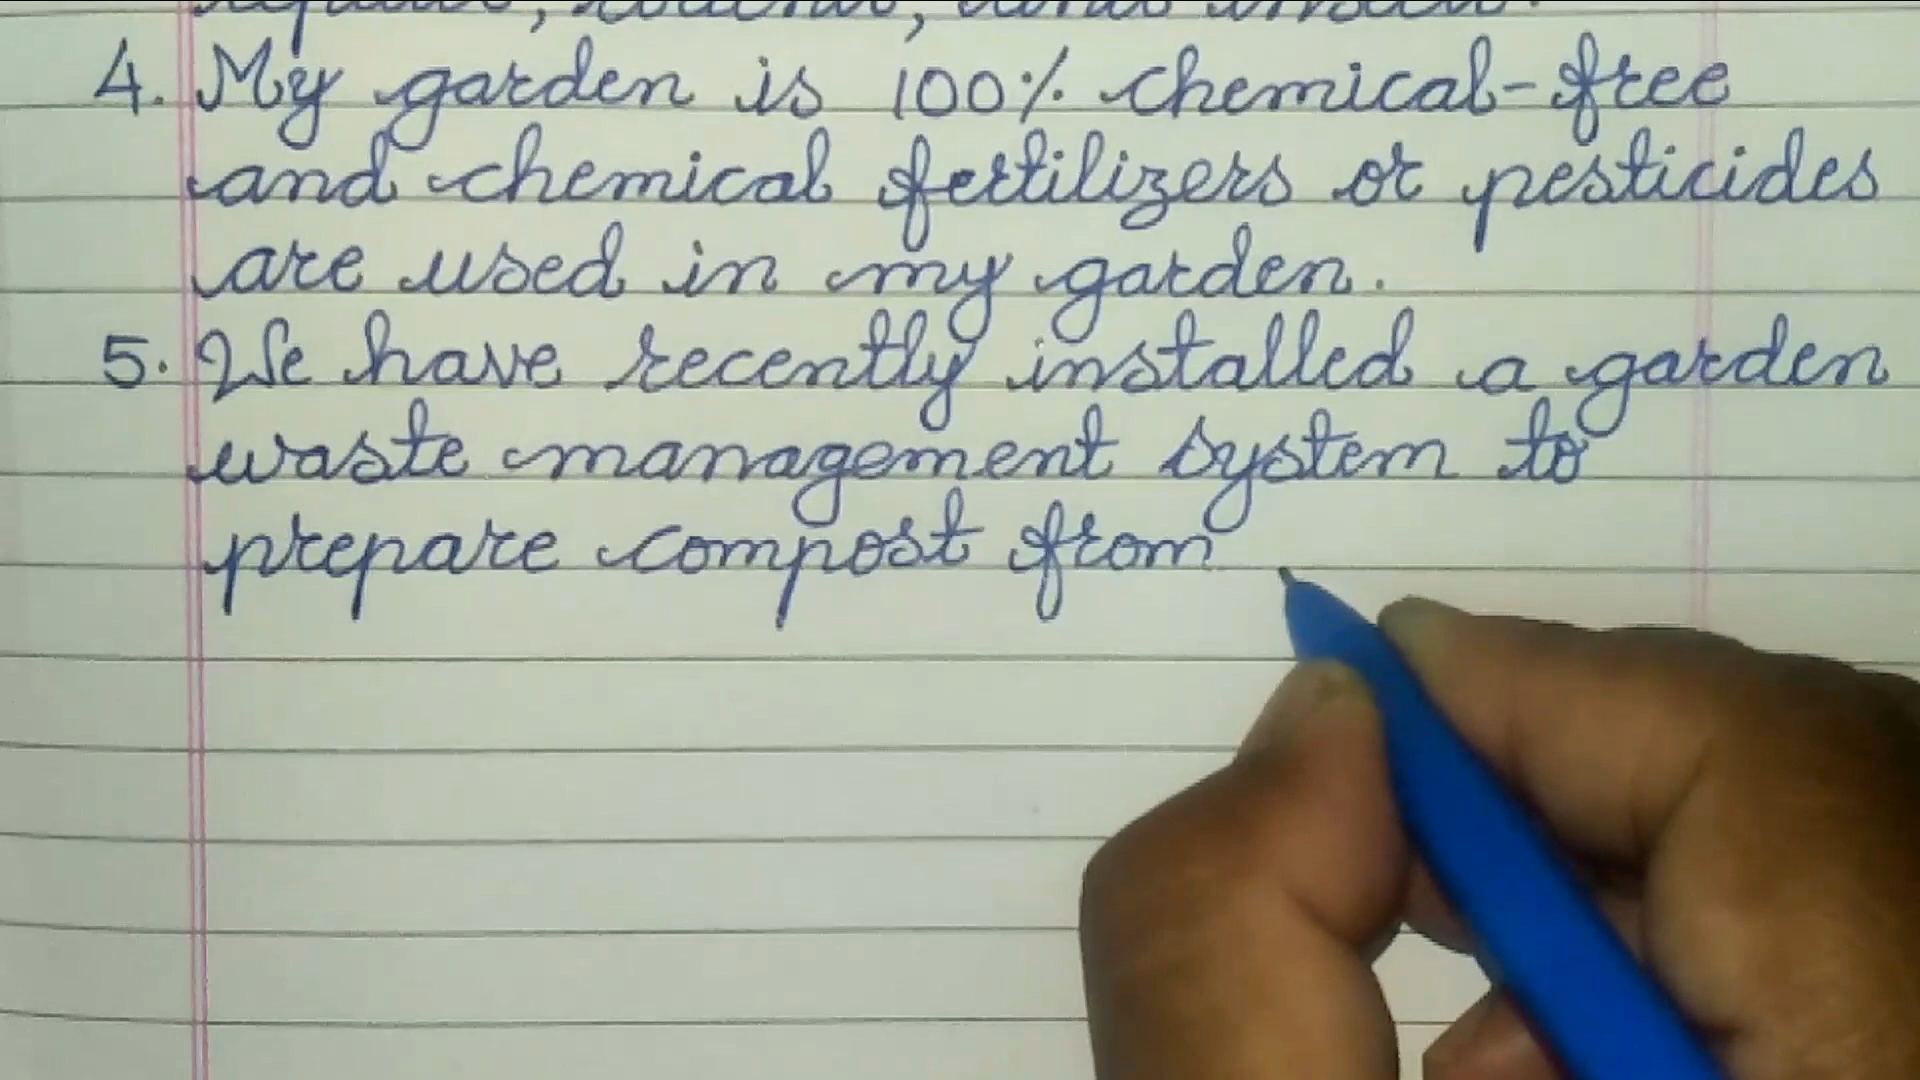 4. My garden is 100% chemical-free
and chemical fertilizers or pesticides
are used in my garden.
5. We have recently installed a garden
waste management system to
prepare compost from